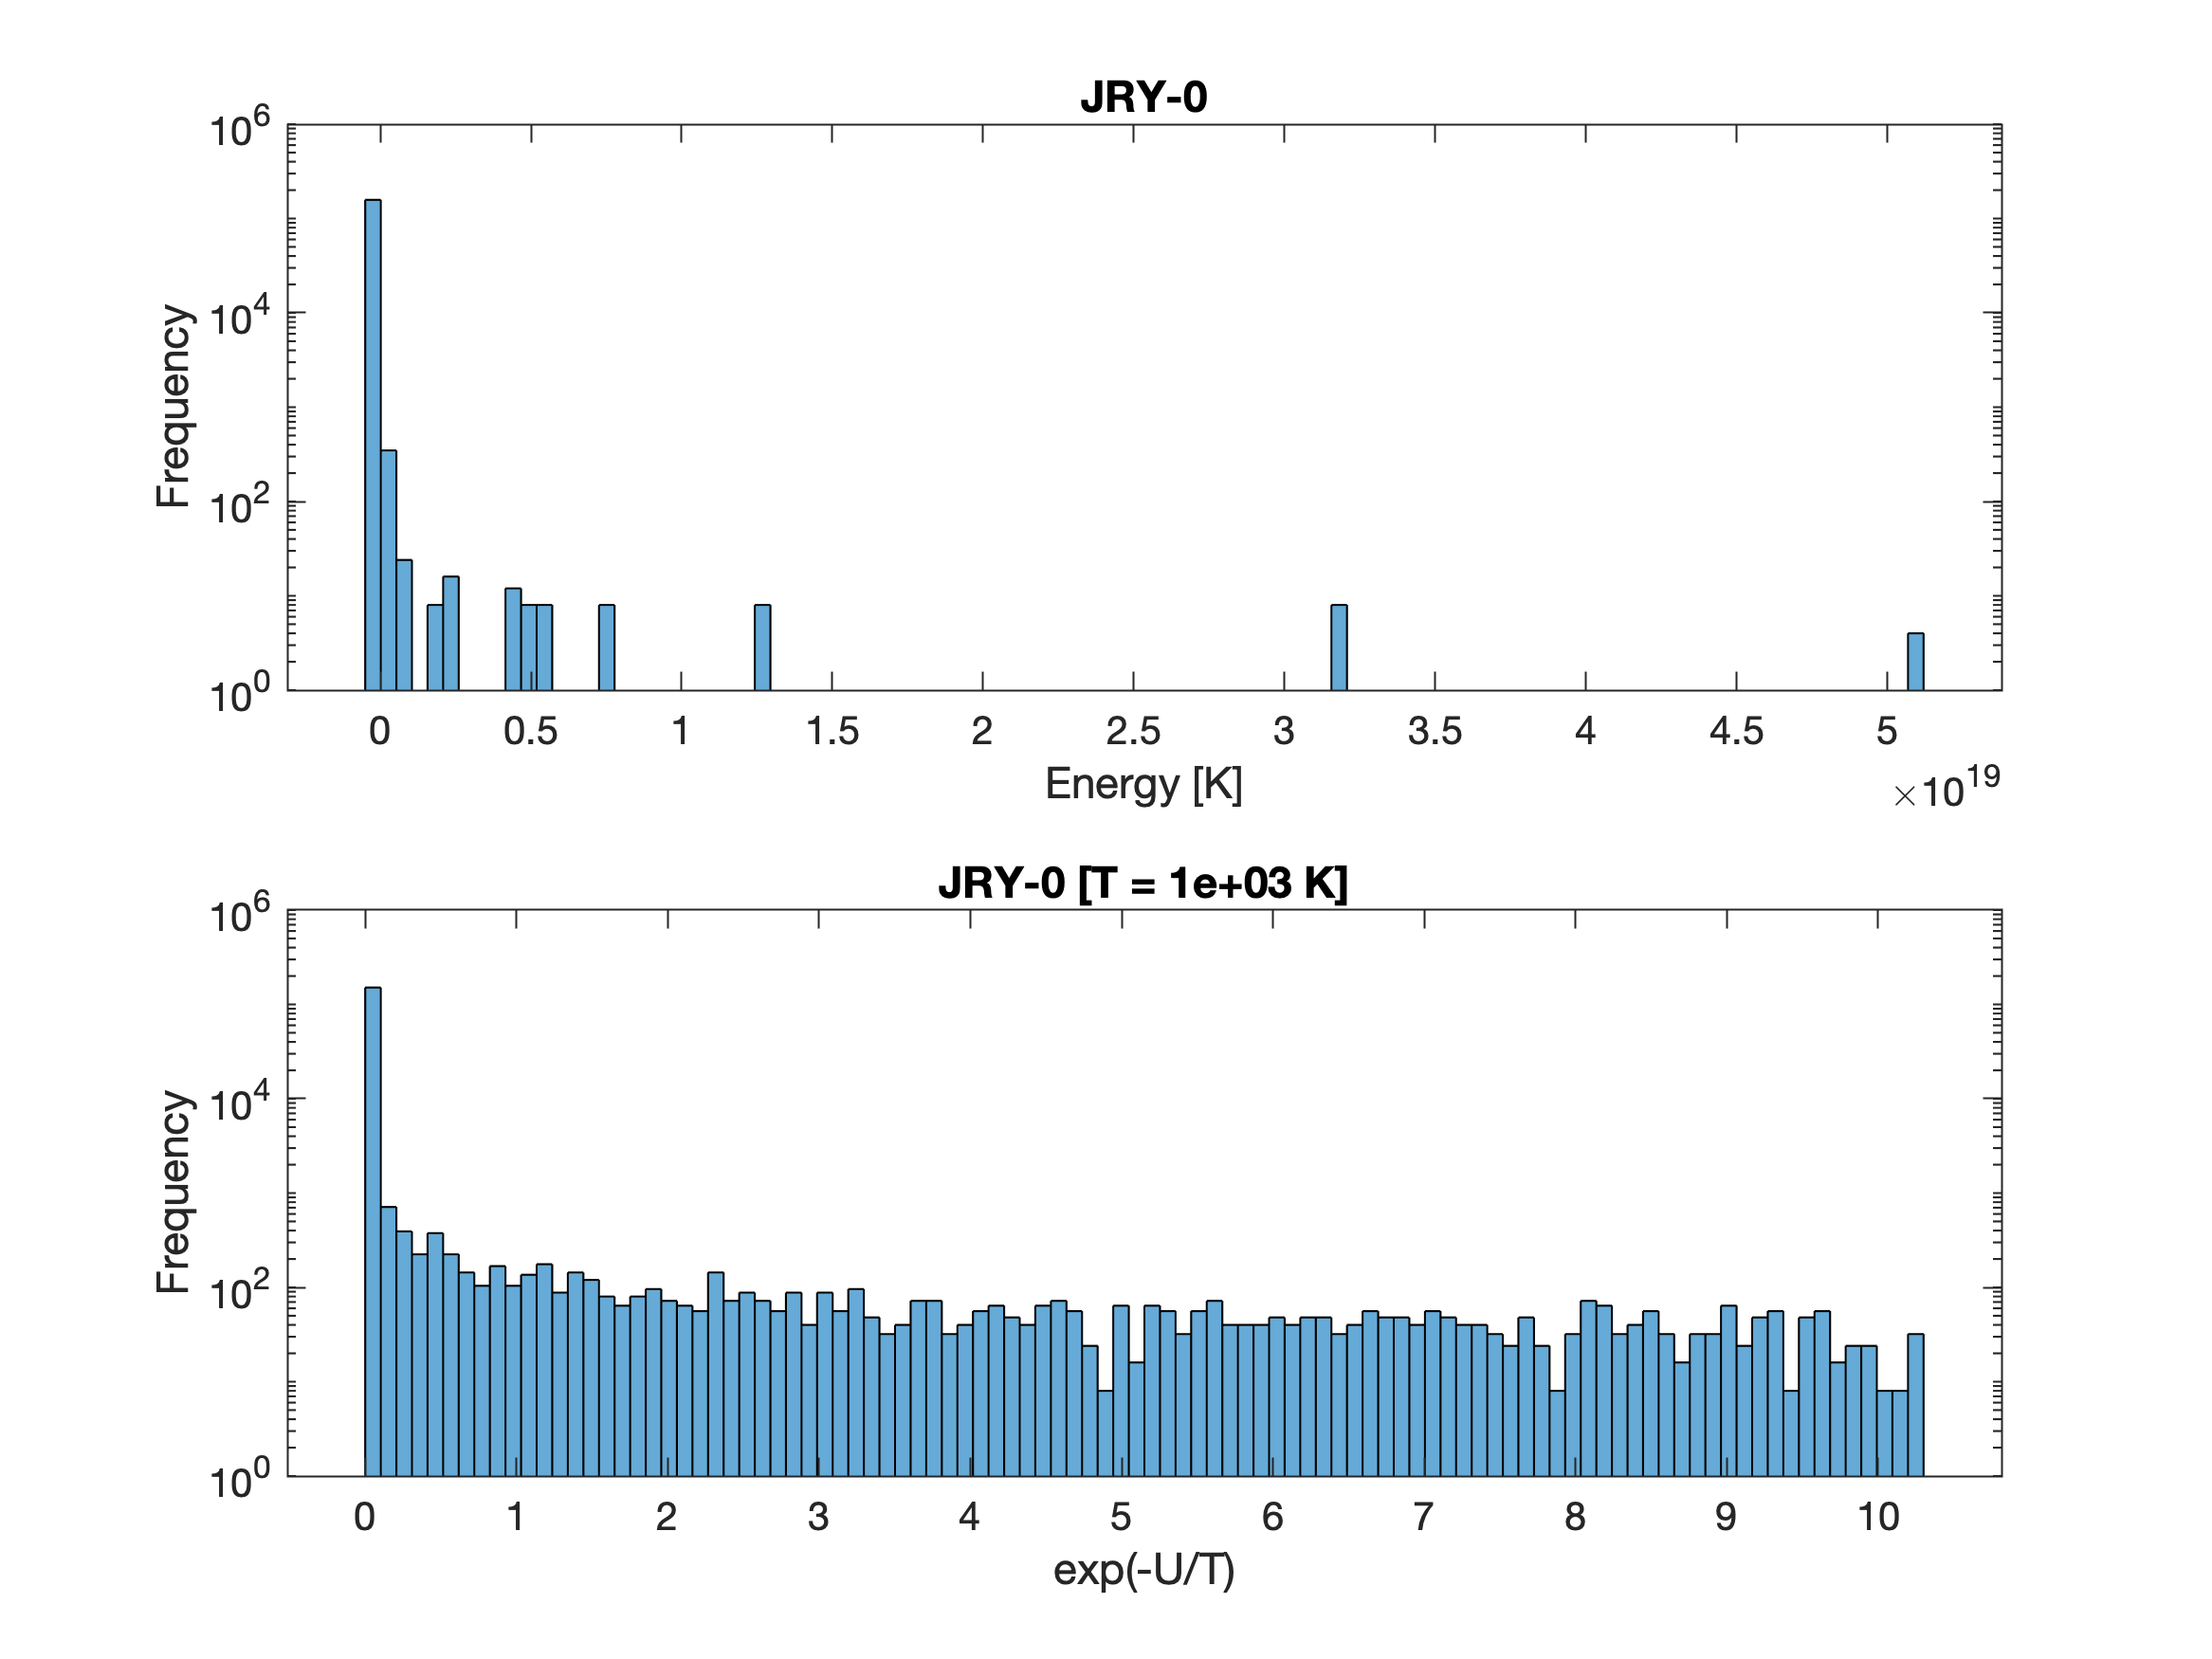 JRY-0
10^6
10^4
10^2
10^0
Frequency
0 0.5 1 1.5 2 2.5 3 3.5 4 4.5 5
Energy [K]
×10^19
JRY-0 [T = 1e+03 K]
10^6
10^4
10^2
10^0
Frequency
0 1 2 3 4 5 6 7 8 9 10
exp(-U/T)